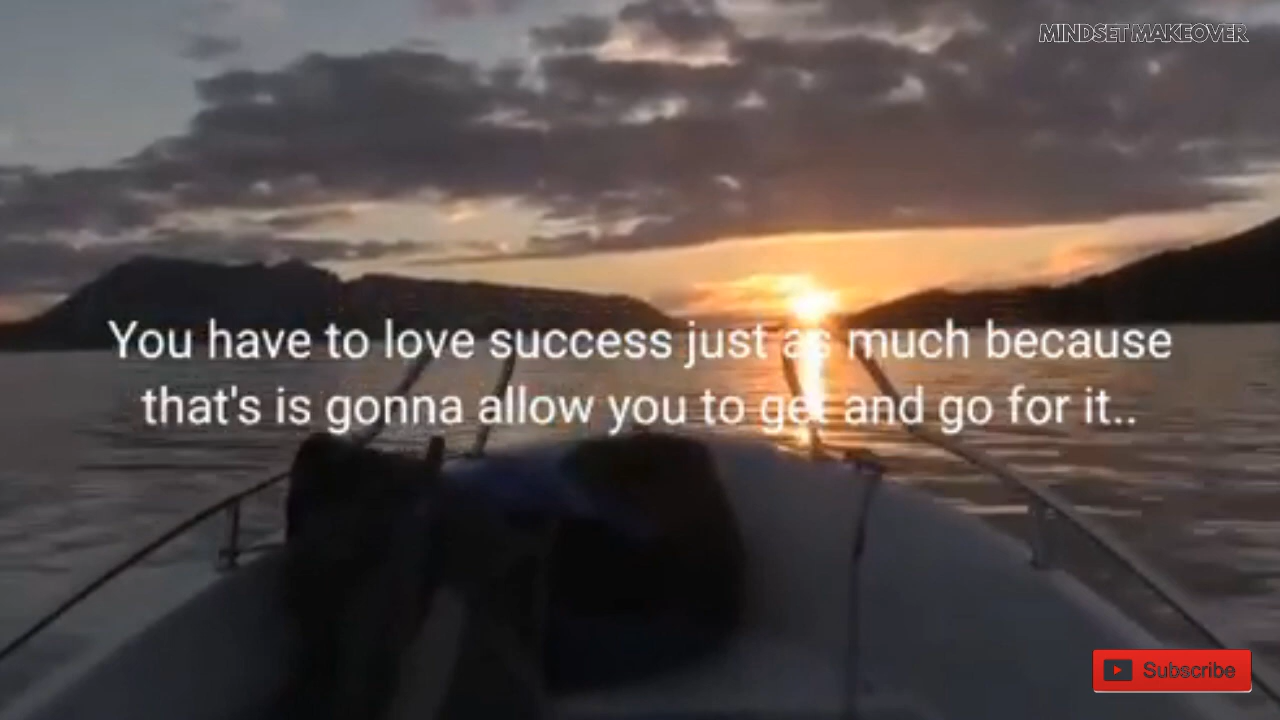 MINDSET MAKEOVER
You have to love success just as much because
that's is gonna allow you to get and go for it..
Subscribe